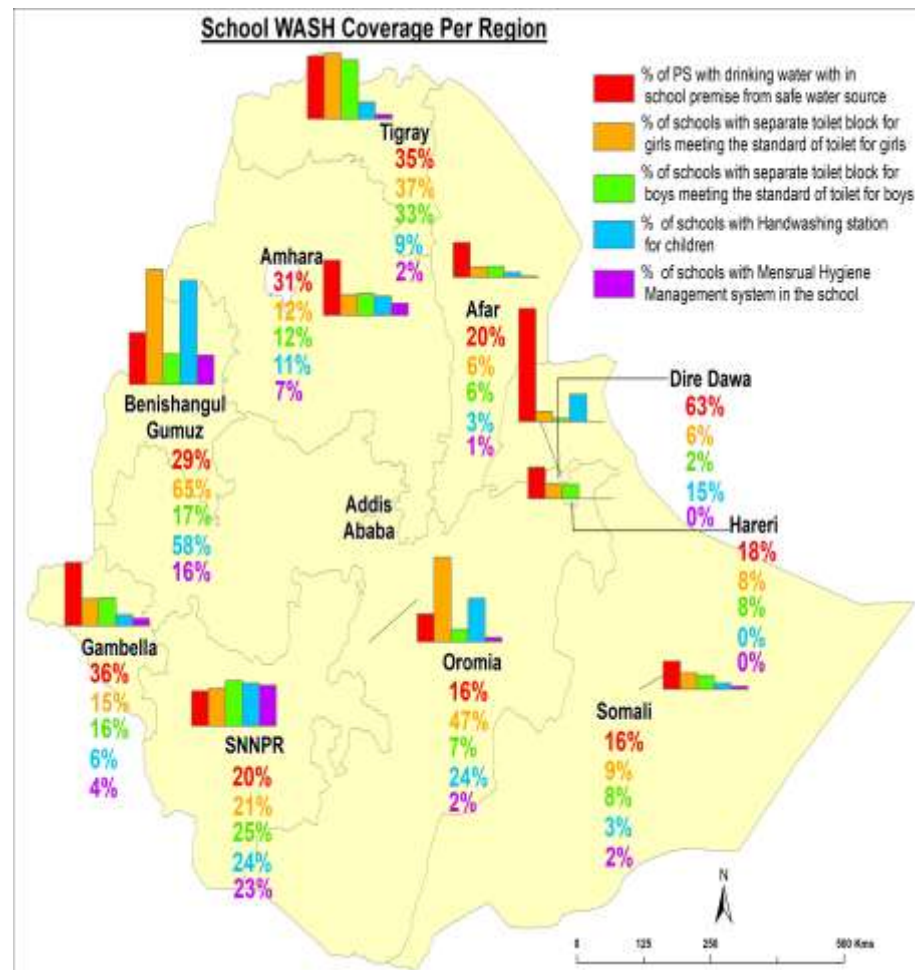 School WASH Coverage Per Region
% of PS with drinking water with in
school premise from safe water source
% of schools with separate toilet block for
girls meeting the standard of toilet for girls
% of schools with separate toilet block for
boys meeting the standard of toilet for boys
% of schools with Handwashing station
for children
% of schools with Mensrual Hygiene
Management system in the school
Tigray
35%
37%
33%
9%
2%
Amhara
31%
12%
12%
11%
7%
Afar
20%
6%
6%
3%
1%
Benishangul
Gumuz
29%
65%
17%
58%
16%
Dire Dawa
63%
6%
2%
15%
0%
Addis
Ababa
Hareri
18%
8%
8%
0%
0%
Gambella
36%
15%
16%
6%
4%
SNNPR
20%
21%
25%
24%
23%
Oromia
16%
47%
7%
24%
2%
Somali
16%
9%
8%
3%
2%
N
0 125 250 500 Kms